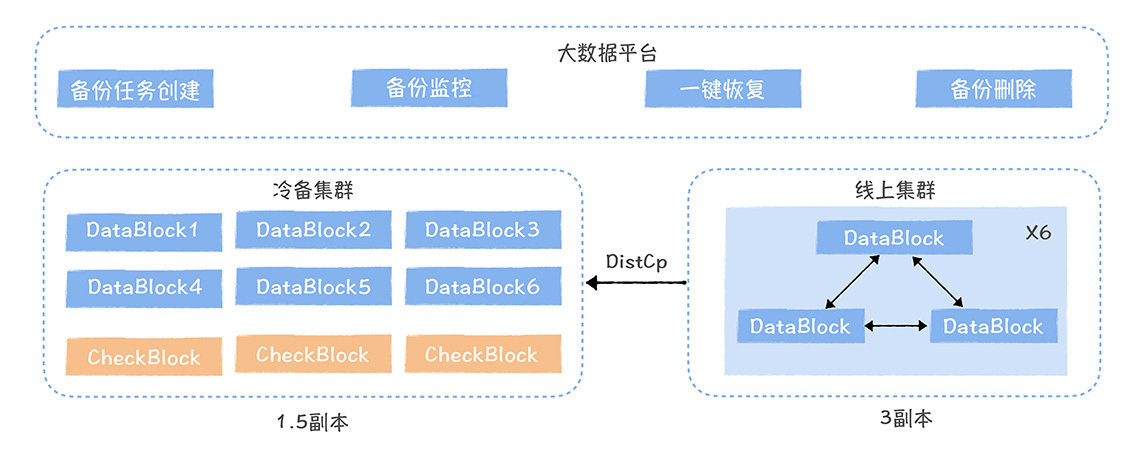 大数据平台
备份任务创建
备份监控
一键恢复
备份删除
冷备集群
DataBlock1
DataBlock2
DataBlock3
DataBlock4
DataBlock5
DataBlock6
CheckBlock
CheckBlock
CheckBlock
1.5副本
DistCp
线上集群
X6
DataBlock
DataBlock
DataBlock
3副本